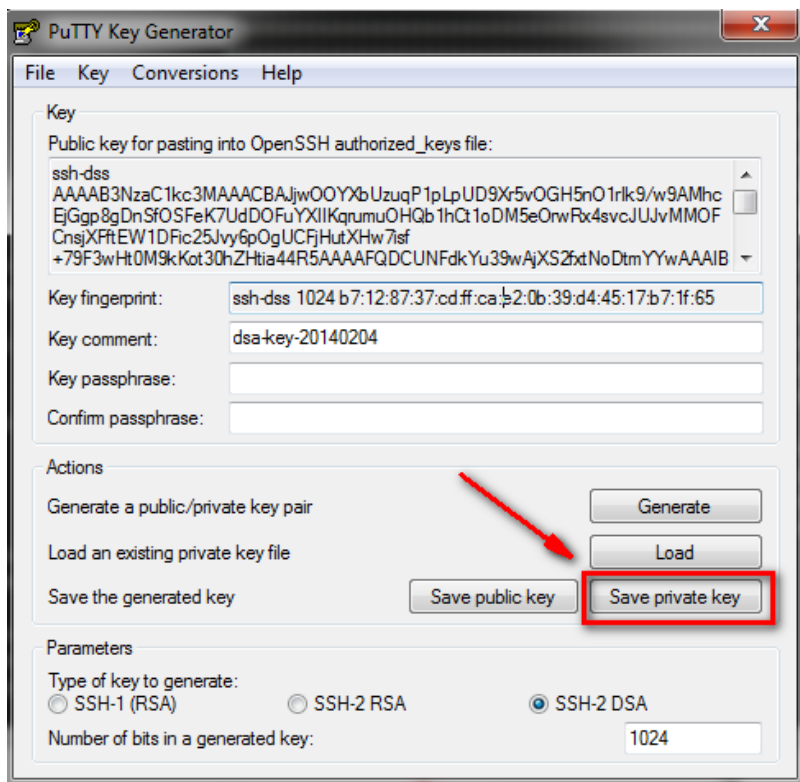 PuTTY Key Generator
File Key Conversions Help
Key
Public key for pasting into OpenSSH authorized_keys file:
ssh-dss
AAAAB3NzaC1kc3MAAACBAJjwOOYXbUzuqP1pLpUD9Xr5vOGH5nO1rlk9/w9AMhc
EjGgp8gDnSfOSFeK7UdDOFuYXIIKqrumuOHQb1hCt1oDM5eOrwRx4svcJUJvMMOF
CnsjXFftEW1DFic25Jvy6pOgUCFjHutXHw7isf
+79F3wHt0M9kKot30hZHtia44R5AAAAFQDCUNFdkYu39wAjXS2fxtNoDtmYYwAAAIB
Key fingerprint: ssh-dss 1024 b7:12:87:37:cd:ff:ca:e2:0b:39:d4:45:17:b7:1f:65
Key comment: dsa-key-20140204
Key passphrase:
Confirm passphrase:
Actions
Generate a public/private key pair Generate
Load an existing private key file Load
Save the generated key Save public key Save private key
Parameters
Type of key to generate:
SSH-1 (RSA) SSH-2 RSA SSH-2 DSA
Number of bits in a generated key: 1024